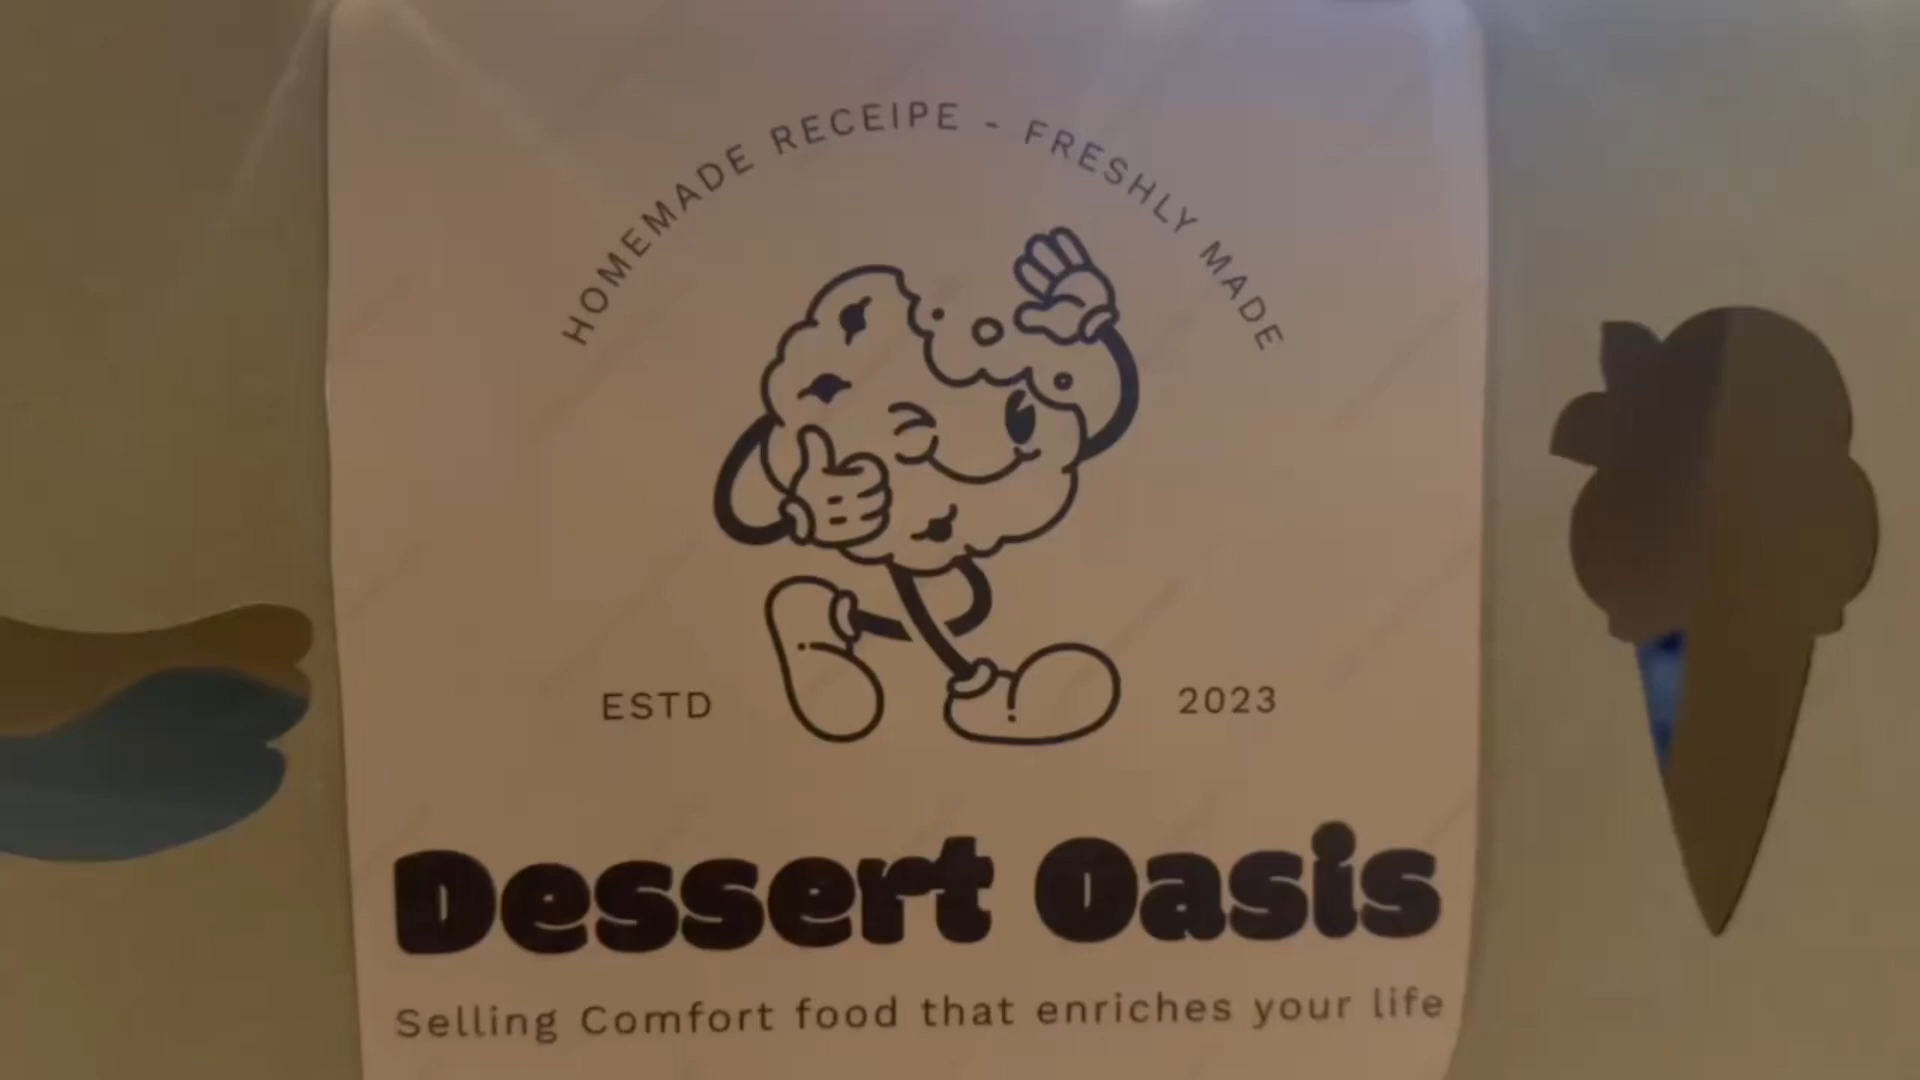 HOMEMADE RECEIPE - FRESHLY MADE
ESTD 2023
Dessert Oasis
Selling Comfort food that enriches your life